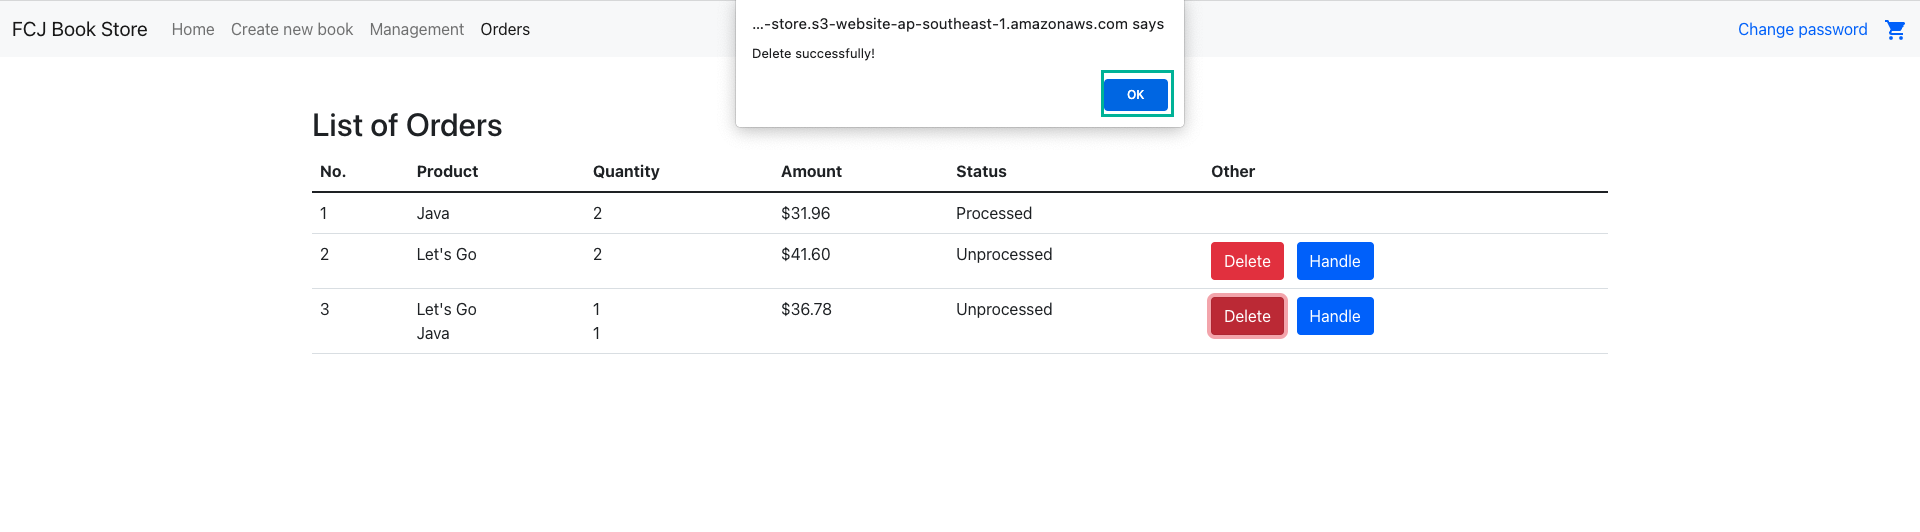 FCJ Book Store Home Create new book Management Orders Change password
...-store.s3-website-ap-southeast-1.amazonaws.com says
Delete successfully!
OK
List of Orders
No. Product Quantity Amount Status Other
1 Java 2 $31.96 Processed
2 Let's Go 2 $41.60 Unprocessed Delete Handle
3 Let's Go 1 $36.78 Unprocessed Delete Handle
Java 1